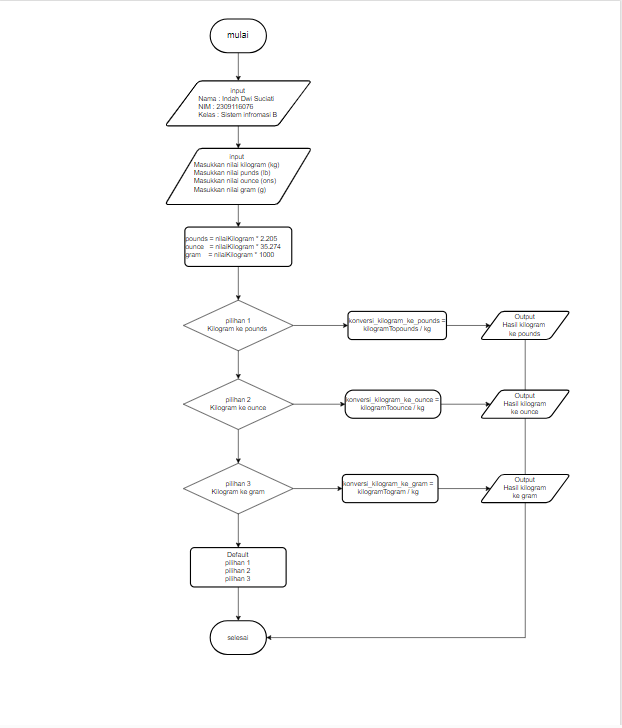 mulai
input
Nama : Indah Dwi Suciati
NIM : 2309116076
Kelas : Sistem infromasi B
input
Masukkan nilai kilogram (kg)
Masukkan nilai punds (lb)
Masukkan nilai ounce (ons)
Masukkan nilai gram (g)
pounds = nilaiKilogram * 2.205
ounce = nilaiKilogram * 35.274
gram = nilaiKilogram * 1000
pilihan 1
Kilogram ke pounds
konversi_kilogram_ke_pounds =
kilogramTopounds / kg
Output
Hasil kilogram
ke pounds
pilihan 2
Kilogram ke ounce
konversi_kilogram_ke_ounce =
kilogramToounce / kg
Output
Hasil kilogram
ke ounce
pilihan 3
Kilogram ke gram
konversi_kilogram_ke_gram =
kilogramTogram / kg
Output
Hasil kilogram
ke gram
Default
pilihan 1
pilihan 2
pilihan 3
selesai